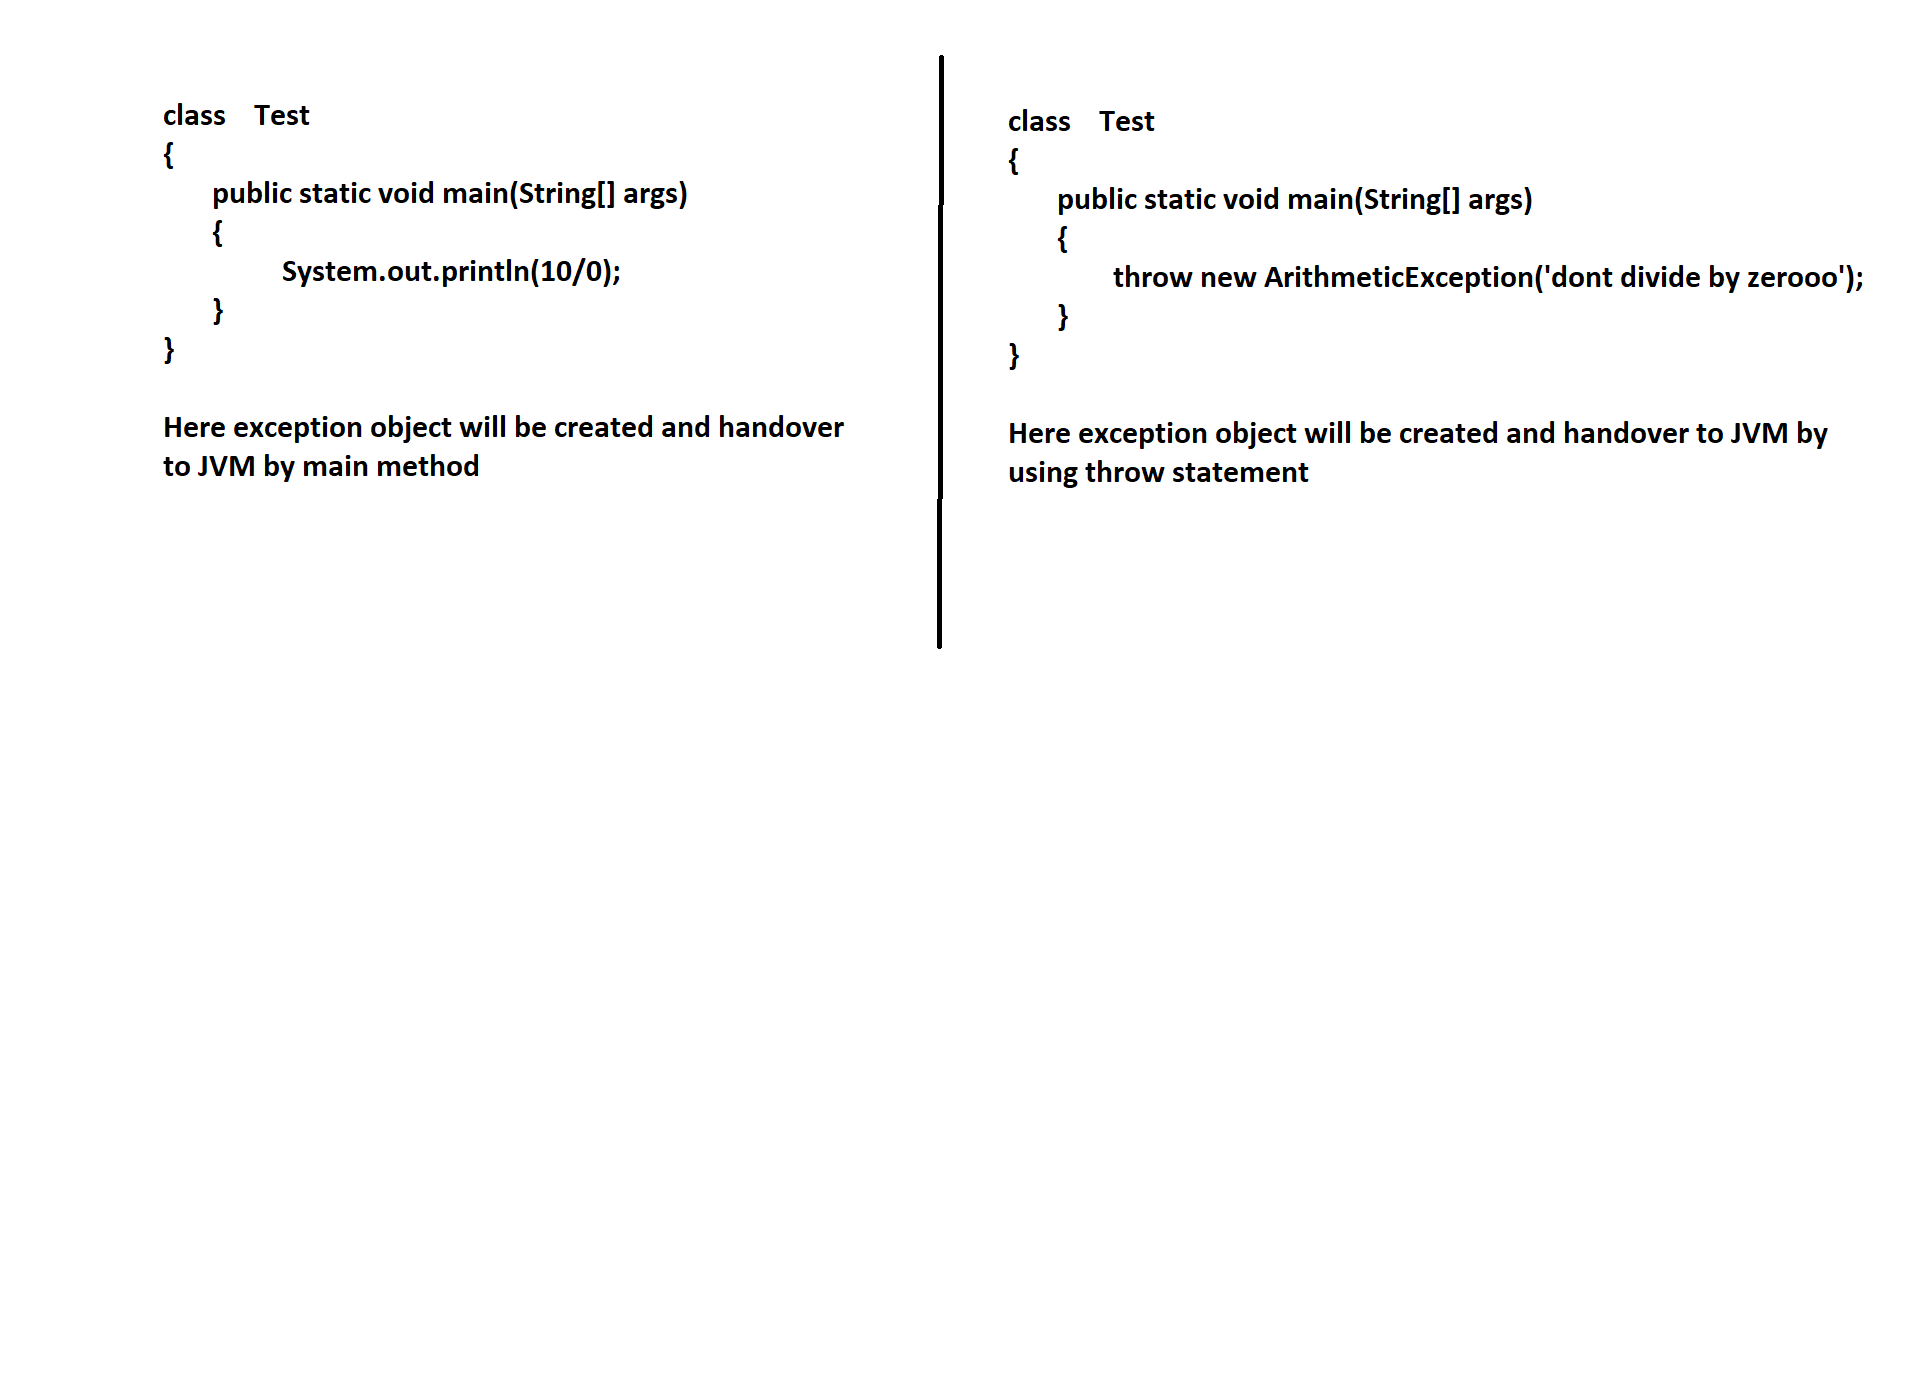 class    Test
{
public static void main(String[] args)
{
System.out.println(10/0);
}
}
Here exception object will be created and handover
to JVM by main method
class    Test
{
public static void main(String[] args)
{
throw new ArithmeticException('dont divide by zerooo');
}
}
Here exception object will be created and handover to JVM by
using throw statement